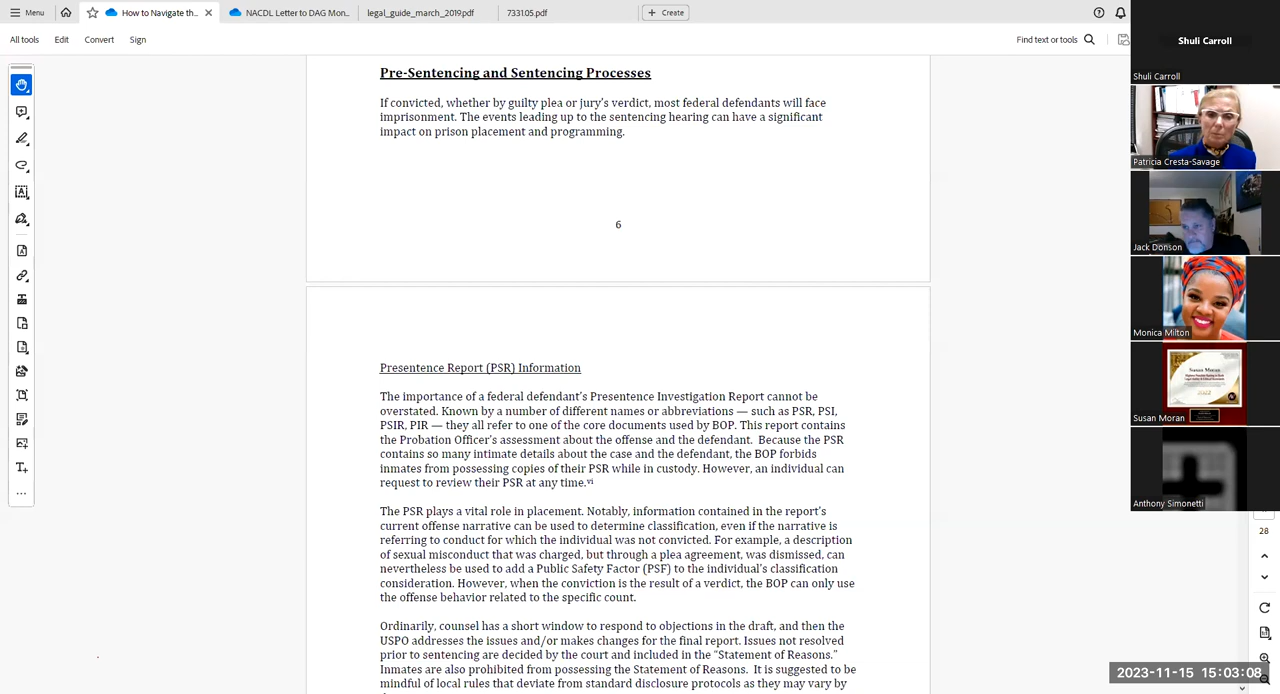 Menu
How to Navigate th...
NACDL Letter to DAG Mon...
legal_guide_march_2019.pdf
7331.05.pdf
Create
All tools
Edit
Convert
Sign
Find text or tools
Pre-Sentencing and Sentencing Processes
If convicted, whether by guilty plea or jury's verdict, most federal defendants will face
imprisonment. The events leading up to the sentencing hearing can have a significant
impact on prison placement and programming.
6
Presentence Report (PSR) Information
The importance of a federal defendant's Presentence Investigation Report cannot be
overstated. Known by a number of different names or abbreviations — such as PSR, PSI,
PSIR, PIR — they all refer to one of the core documents used by BOP. This report contains
the Probation Officer's assessment about the offense and the defendant. Because the PSR
contains so many intimate details about the case and the defendant, the BOP forbids
inmates from possessing copies of their PSR while in custody. However, an individual can
request to review their PSR at any time.vi
The PSR plays a vital role in placement. Notably, information contained in the report's
current offense narrative can be used to determine classification, even if the narrative is
referring to conduct for which the individual was not convicted. For example, a description
of sexual misconduct that was charged, but through a plea agreement, was dismissed, can
nevertheless be used to add a Public Safety Factor (PSF) to the individual's classification
consideration. However, when the conviction is the result of a verdict, the BOP can only use
the offense behavior related to the specific count.
Ordinarily, counsel has a short window to respond to objections in the draft, and then the
USPO addresses the issues and/or makes changes for the final report. Issues not resolved
prior to sentencing are decided by the court and included in the "Statement of Reasons."
Inmates are also prohibited from possessing the Statement of Reasons. It is suggested to be
mindful of local rules that deviate from standard disclosure protocols as they may vary by
Shuli Carroll
Shuli Carroll
Patricia Cresta-Savage
Jack Donson
Monica Milton
Susan Moran
Susan Moran
Anthony Simonetti
28
2023-11-15 15:03:08